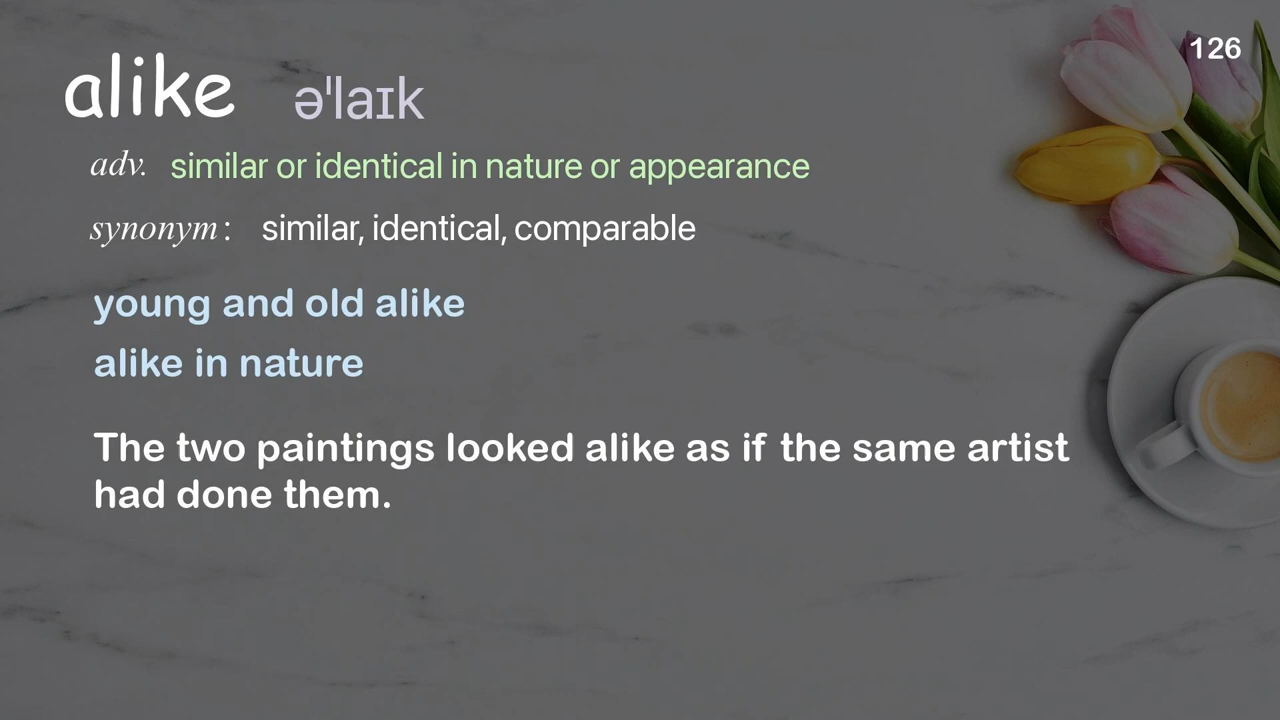 126
alike əˈlaɪk
adv. similar or identical in nature or appearance
synonym: similar, identical, comparable
young and old alike
alike in nature
The two paintings looked alike as if the same artist
had done them.